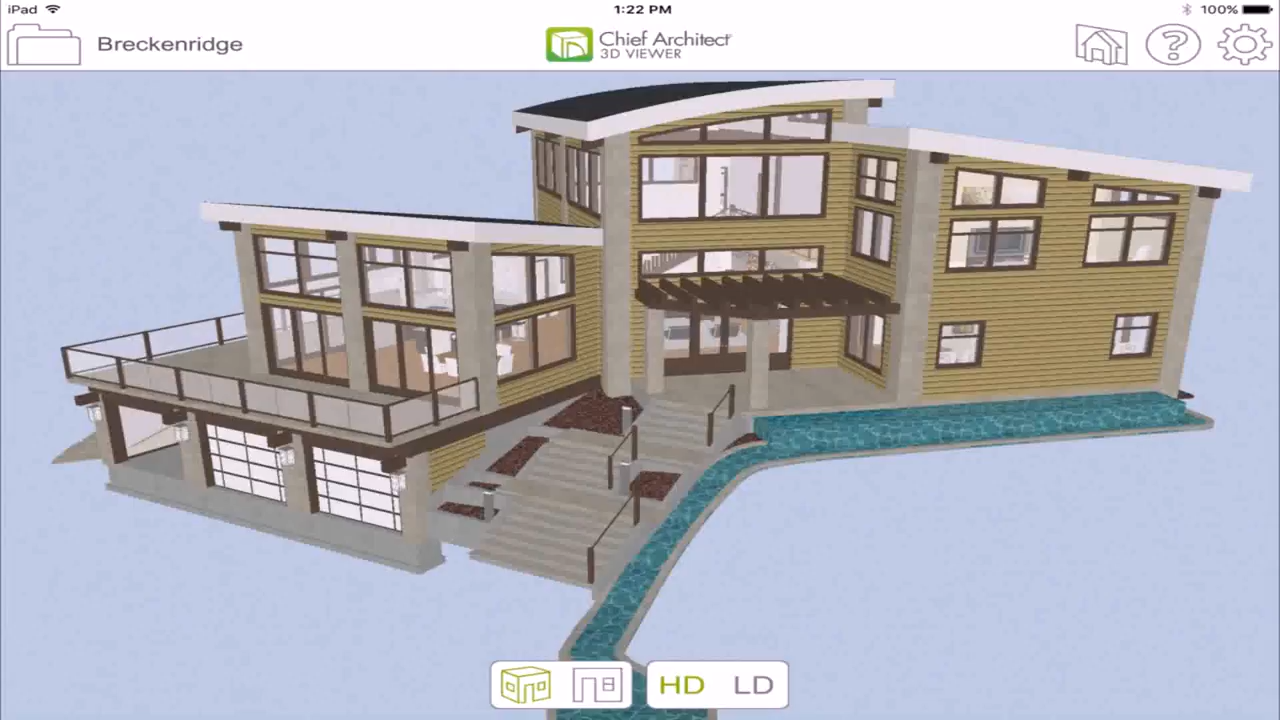 iPad
1:22 PM
100%
Breckenridge
Chief Architect®
3D VIEWER
?
HD
LD